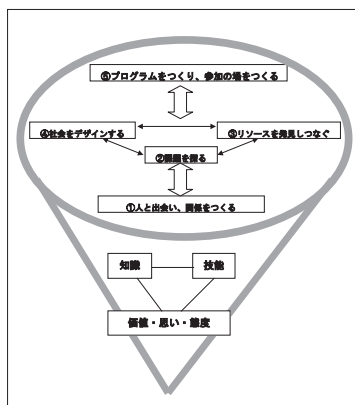 ⑤プログラムをつくり、参加の場をつくる
④社会をデザインする
③リソースを発見しつなぐ
②課題を探る
①人と出会い、関係をつくる
知識
技能
価値・思い・態度